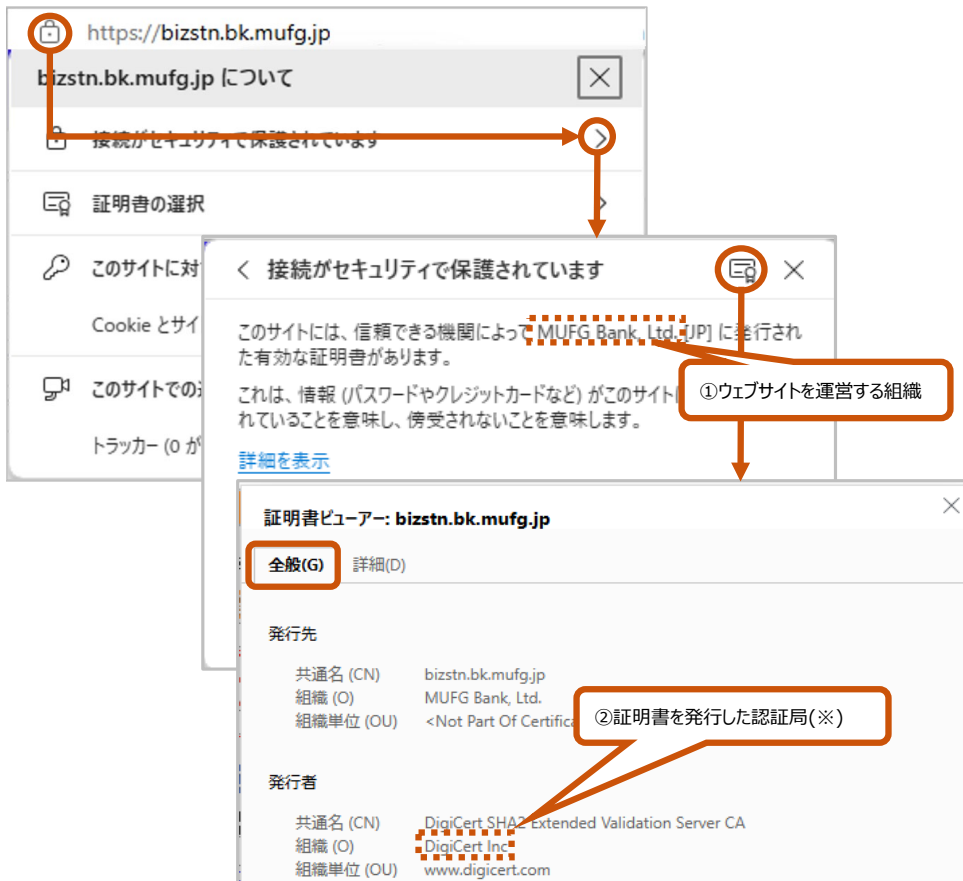 https://bizstn.bk.mufg.jp
bizstn.bk.mufg.jp について
接続がセキュリティで保護されています
証明書の選択
このサイトに対
Cookie とサイ
このサイトでの
トラッカー (0 が
接続がセキュリティで保護されています
このサイトには、信頼できる機関によって MUFG Bank, Ltd. [JP] に発行され
た有効な証明書があります。
これは、情報 (パスワードやクレジットカードなど) がこのサイトに
れていることを意味し、傍受されないことを意味します。
詳細を表示
①ウェブサイトを運営する組織
証明書ビューアー: bizstn.bk.mufg.jp
全般(G) 詳細(D)
発行先
共通名 (CN) bizstn.bk.mufg.jp
組織 (O) MUFG Bank, Ltd.
組織単位 (OU) <Not Part Of Certifica
②証明書を発行した認証局(※)
発行者
共通名 (CN) DigiCert SHA2 Extended Validation Server CA
組織 (O) DigiCert Inc
組織単位 (OU) www.digicert.com